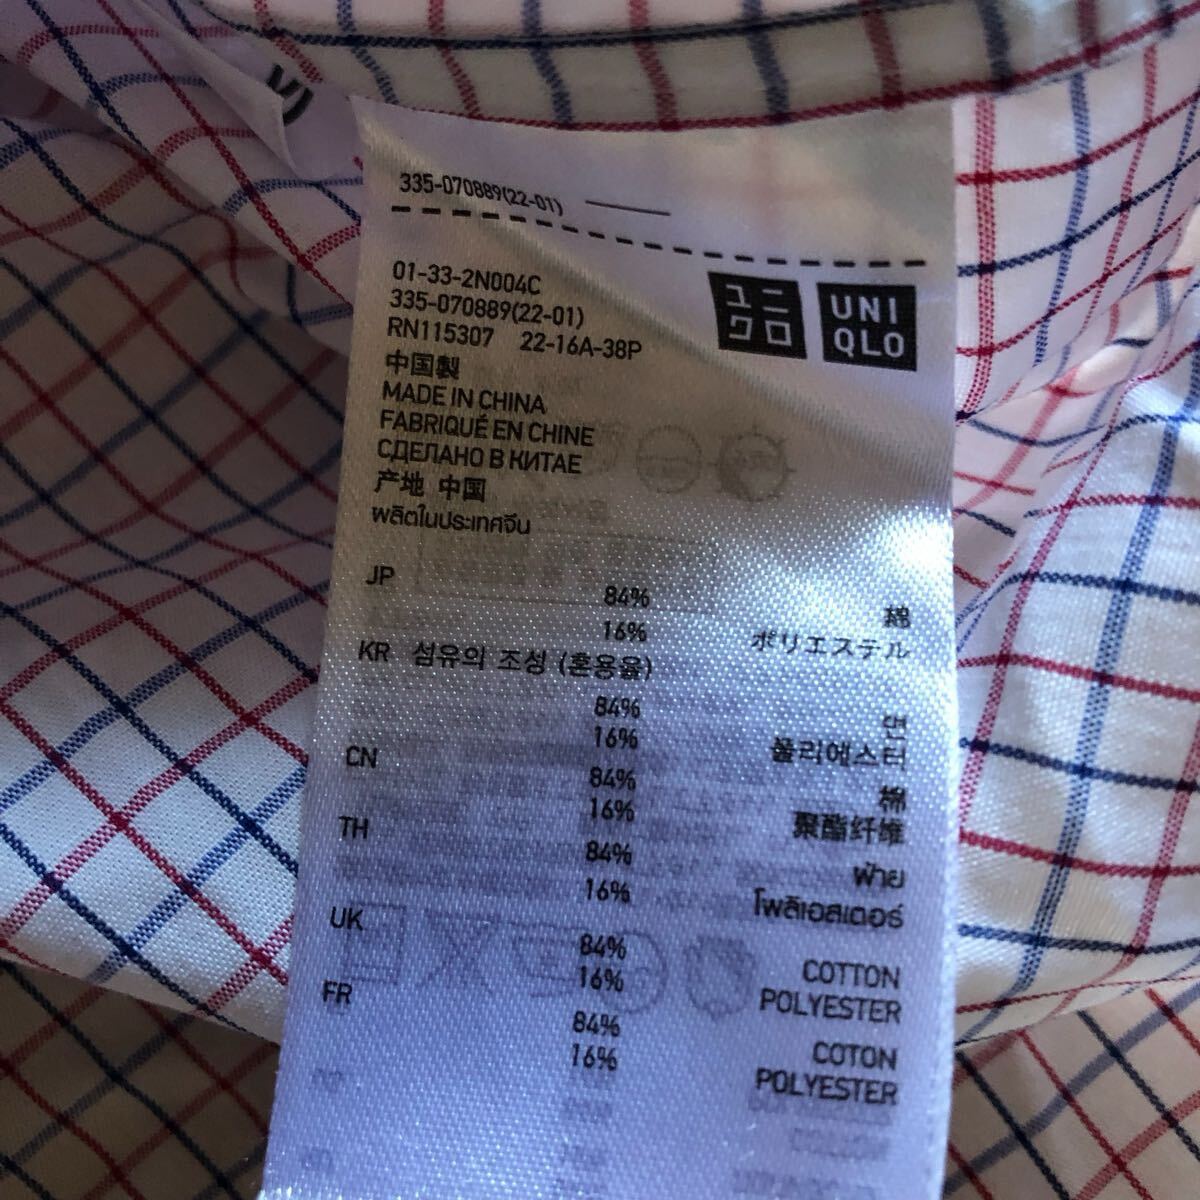 335-070889(22-01)
01-33-2N004C
335-070889(22-01)
RN115307 22-16A-38P
ユニ
クロ
UNI
QLO
中国製
MADE IN CHINA
FABRIQUÉ EN CHINE
СДЕЛАНО В КИТАЕ
产地 中国
ผลิตในประเทศจีน
JP 84% 綿
16% ポリエステル
KR 섬유의 조성 (혼용율)
84% 면
16% 폴리에스터
CN 84% 棉
16% 聚酯纤维
TH 84% ฝ้าย
16% โพลิเอสเตอร์
UK 84% COTTON
16% POLYESTER
FR 84% COTON
16% POLYESTER